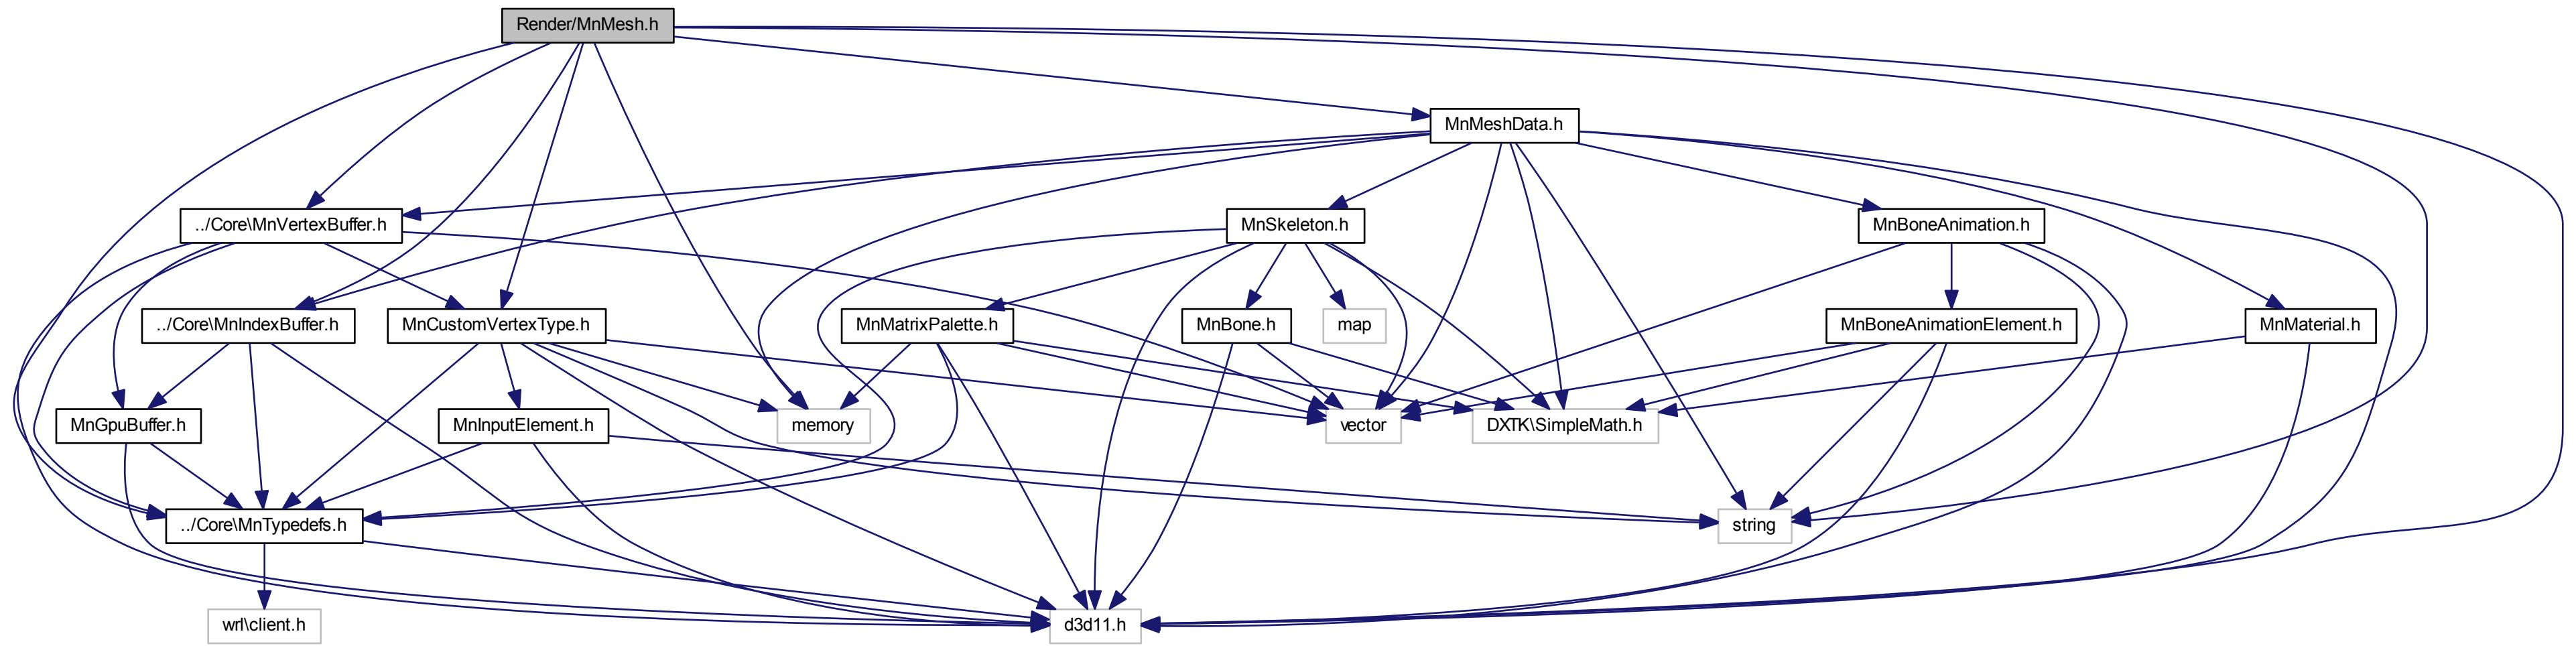 Render/MnMesh.h
MnMeshData.h
../Core\MnVertexBuffer.h
MnSkeleton.h
MnBoneAnimation.h
../Core\MnIndexBuffer.h
MnCustomVertexType.h
MnMatrixPalette.h
MnBone.h
map
MnBoneAnimationElement.h
MnMaterial.h
MnGpuBuffer.h
MnInputElement.h
memory
vector
DXTK\SimpleMath.h
../Core\MnTypedefs.h
string
wrl\client.h
d3d11.h